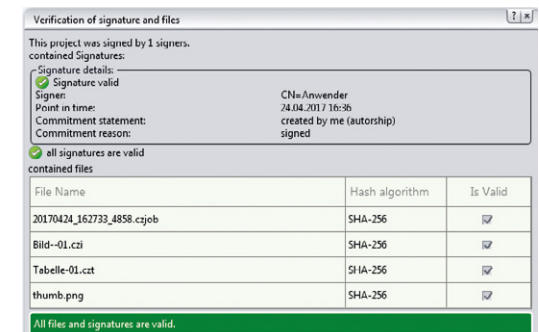 Verification of signature and files
This project was signed by 1 signers.
contained Signatures:
Signature details:
Signature valid
Signer: CN=Anwender
Point in time: 24.04.2017 16:36
Commitment statement: created by me (autorship)
Commitment reason: signed
all signatures are valid
contained files
File Name Hash algorithm Is Valid
20170424_162733_4858.czjob SHA-256
Bild--01.czi SHA-256
Tabelle-01.czt SHA-256
thumb.png SHA-256
All files and signatures are valid.